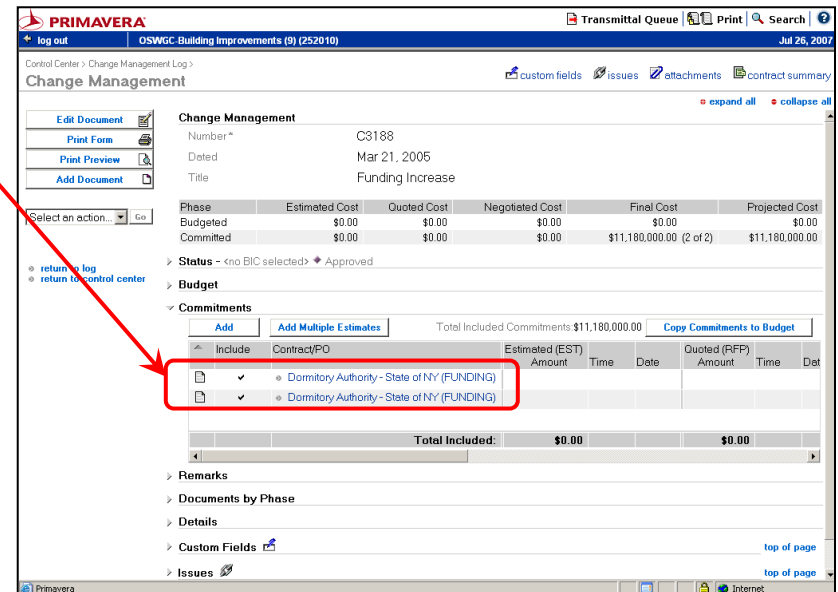 PRIMAVERA
Transmittal Queue Print Search
log out OSWGC-Building Improvements (9) (252010) Jul 26, 2007
Control Center > Change Management Log >
Change Management
custom fields issues attachments contract summary
expand all collapse all
Edit Document
Print Form
Print Preview
Add Document
Select an action... Go
return to log
return to control center
Change Management
Number* C3188
Dated Mar 21, 2005
Title Funding Increase
Phase Estimated Cost Quoted Cost Negotiated Cost Final Cost Projected Cost
Budgeted $0.00 $0.00 $0.00 $0.00 $0.00
Committed $0.00 $0.00 $0.00 $11,180,000.00 (2 of 2) $11,180,000.00
Status - <no BIC selected> Approved
Budget
Commitments
Add Add Multiple Estimates Total Included Commitments:$11,180,000.00 Copy Commitments to Budget
Include Contract/PO Estimated (EST) Amount Time Date Quoted (RFP) Amount Time Dat
Dormitory Authority - State of NY (FUNDING)
Dormitory Authority - State of NY (FUNDING)
Total Included: $0.00 $0.00
Remarks
Documents by Phase
Details
Custom Fields top of page
Issues top of page
Primavera Internet